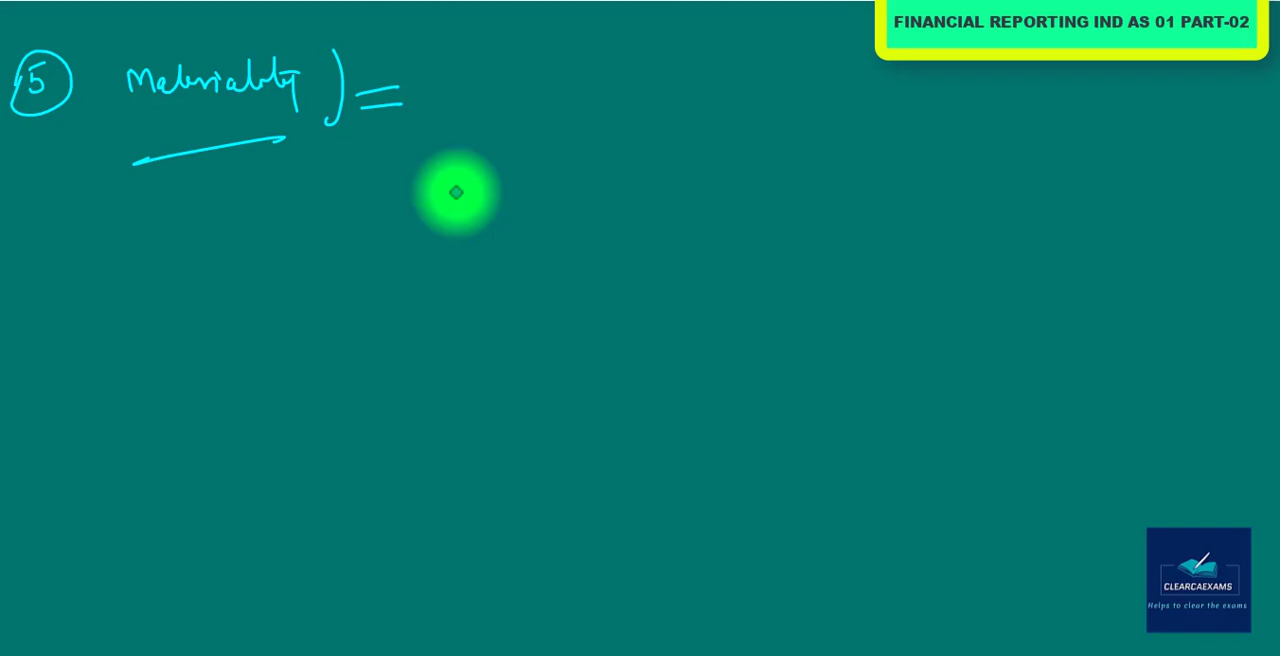 FINANCIAL REPORTING IND AS 01 PART-02
5 Materiality ) =
CLEARCAEXAMS
Helps to clear the exams